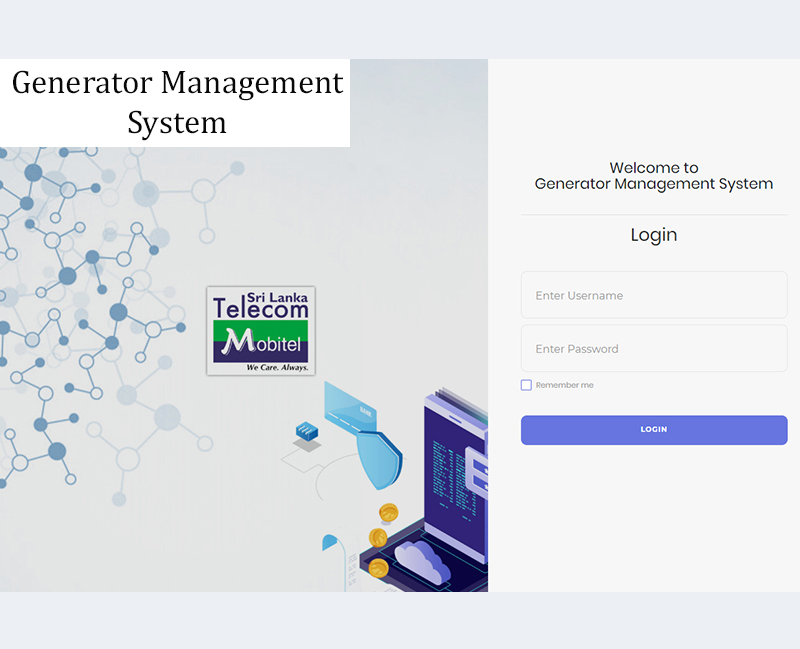 Generator Management
System
Sri Lanka
Telecom
Mobitel
We Care. Always.
Welcome to
Generator Management System
Login
Enter Username
Enter Password
Remember me
LOGIN